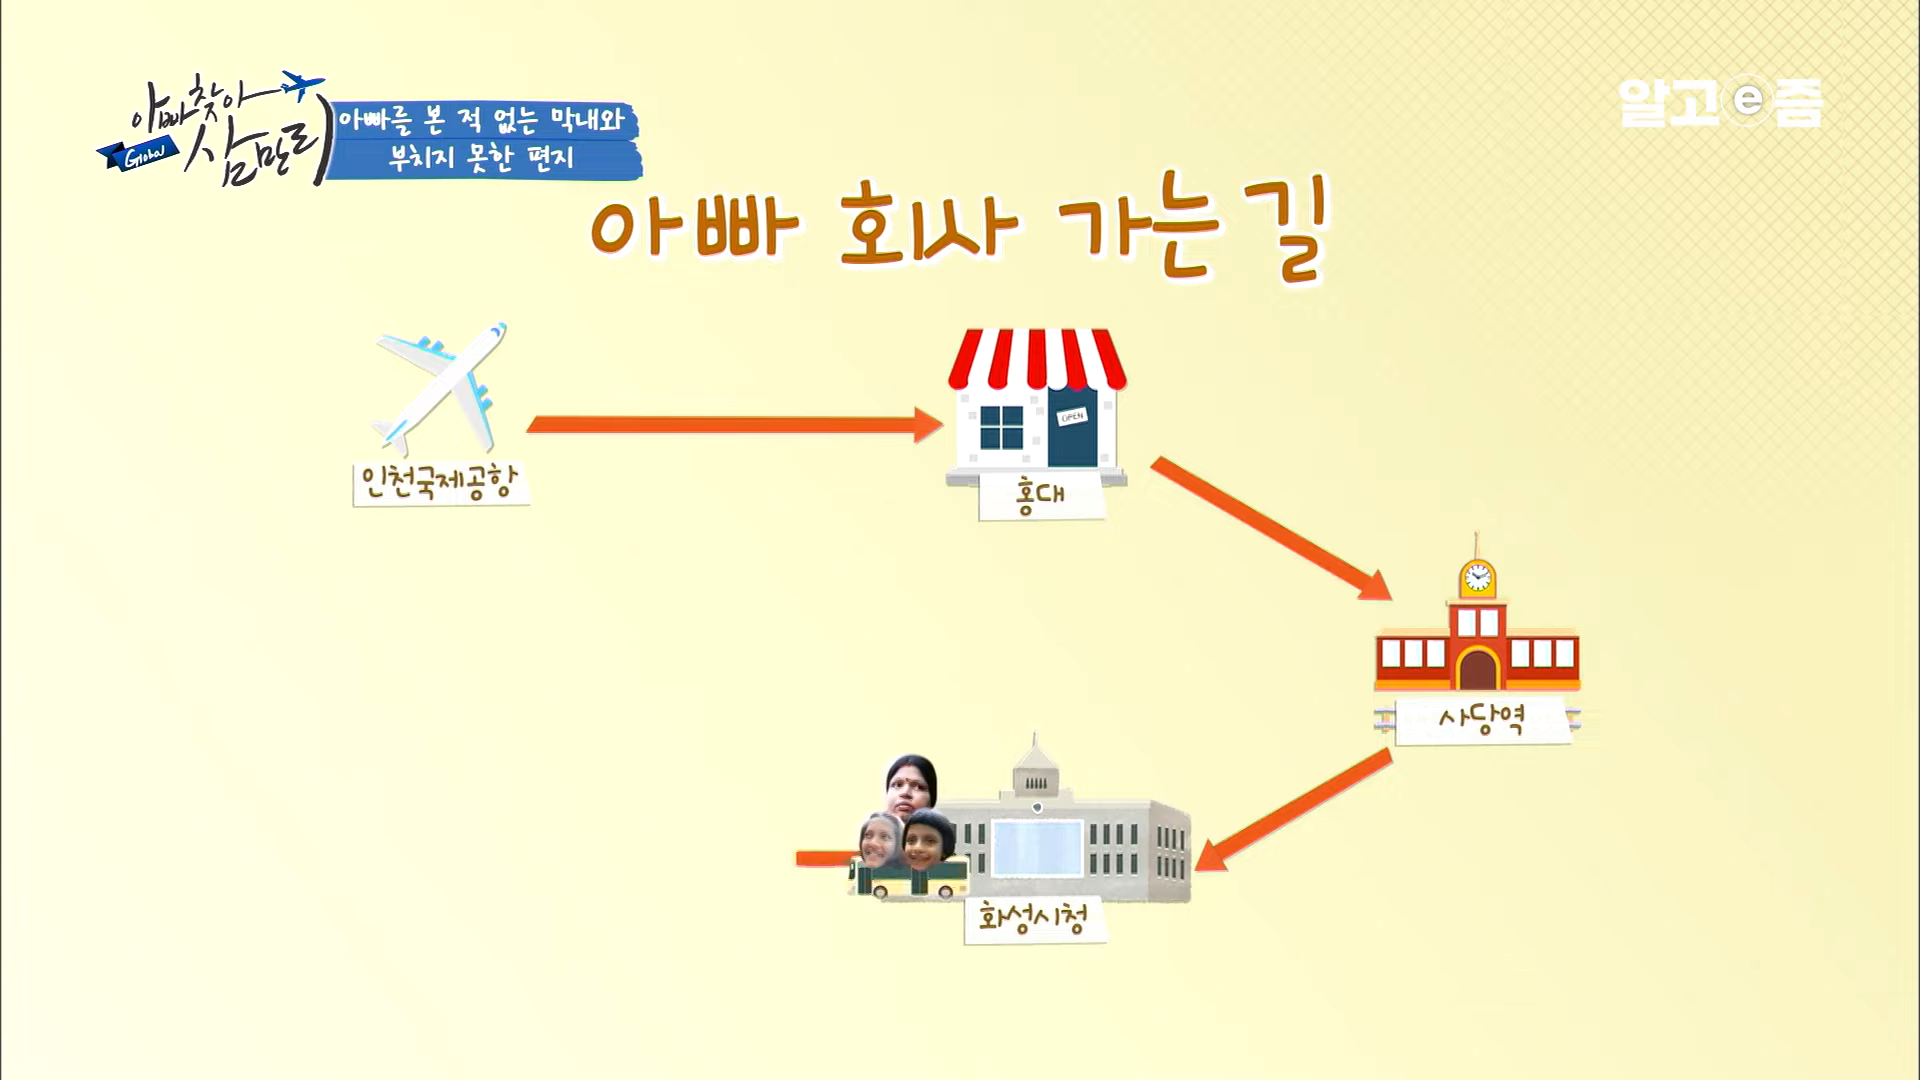 아빠찾아
Global 삼만리
아빠를 본 적 없는 막내와
부치지 못한 편지
알고e즘
아빠 회사 가는 길
인천국제공항
OPEN
홍대
사당역
화성시청